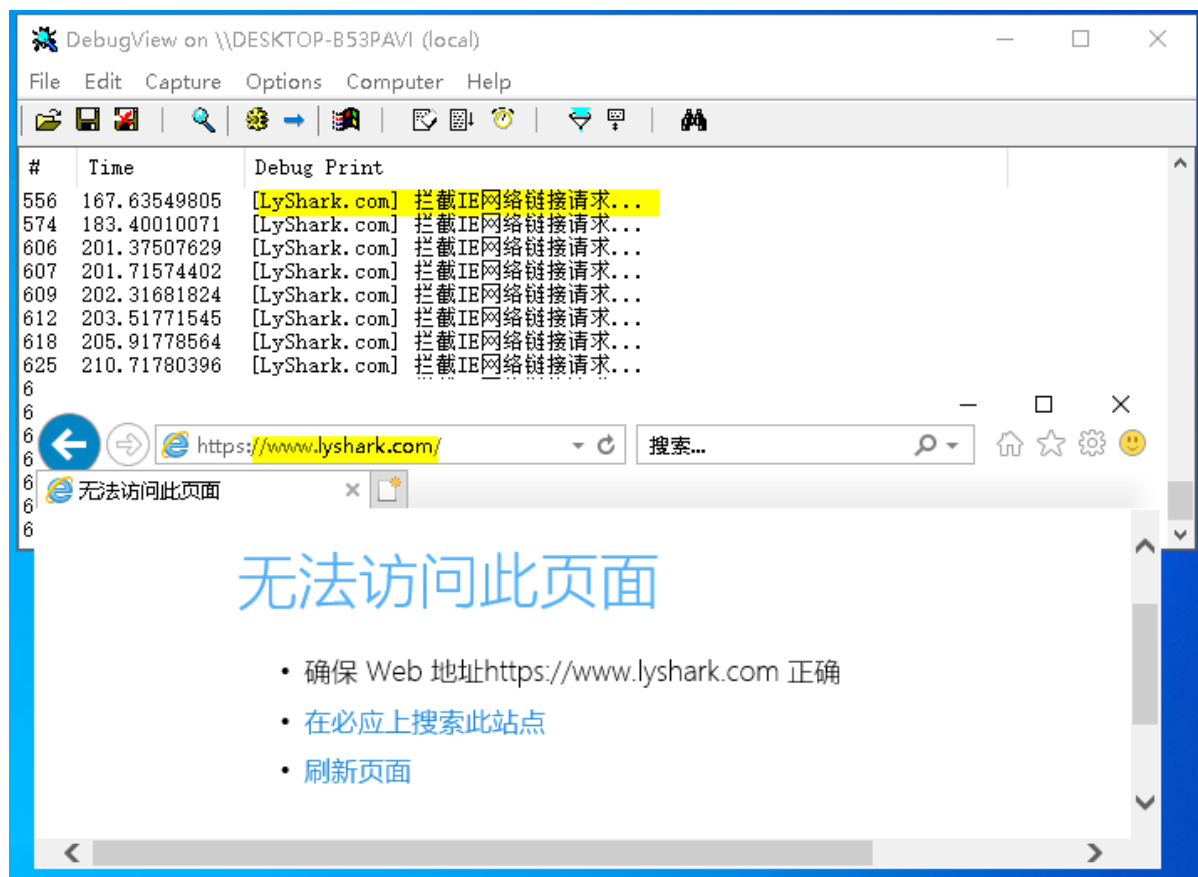 DebugView on \\DESKTOP-B53PAVI (local)
File Edit Capture Options Computer Help
# Time Debug Print
556 167.63549805 [LyShark.com] 拦截IE网络链接请求...
574 183.40010071 [LyShark.com] 拦截IE网络链接请求...
606 201.37507629 [LyShark.com] 拦截IE网络链接请求...
607 201.71574402 [LyShark.com] 拦截IE网络链接请求...
609 202.31681824 [LyShark.com] 拦截IE网络链接请求...
612 203.51771545 [LyShark.com] 拦截IE网络链接请求...
618 205.91778564 [LyShark.com] 拦截IE网络链接请求...
625 210.71780396 [LyShark.com] 拦截IE网络链接请求...
6
6
6
6
6
6
6
https://www.lyshark.com/ 搜索...
无法访问此页面
无法访问此页面
• 确保 Web 地址https://www.lyshark.com 正确
• 在必应上搜索此站点
• 刷新页面